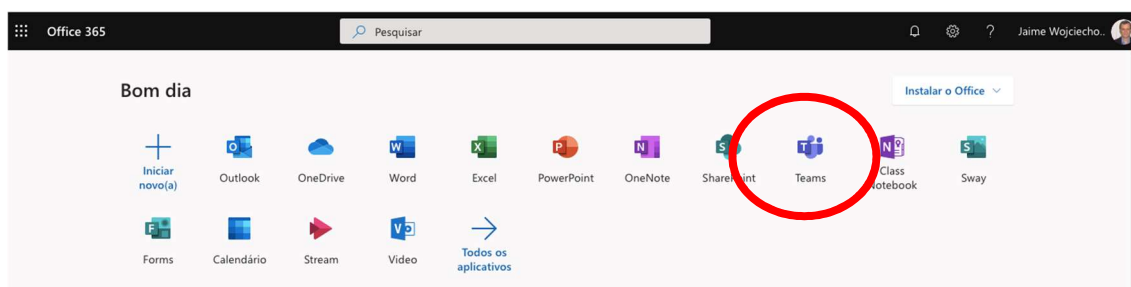 Office 365
Pesquisar
?
Jaime Wojciecho..
Bom dia
Instalar o Office
Iniciar
novo(a)
Outlook
OneDrive
Word
Excel
PowerPoint
OneNote
SharePoint
Teams
Class
Notebook
Sway
Forms
Calendário
Stream
Video
Todos os
aplicativos